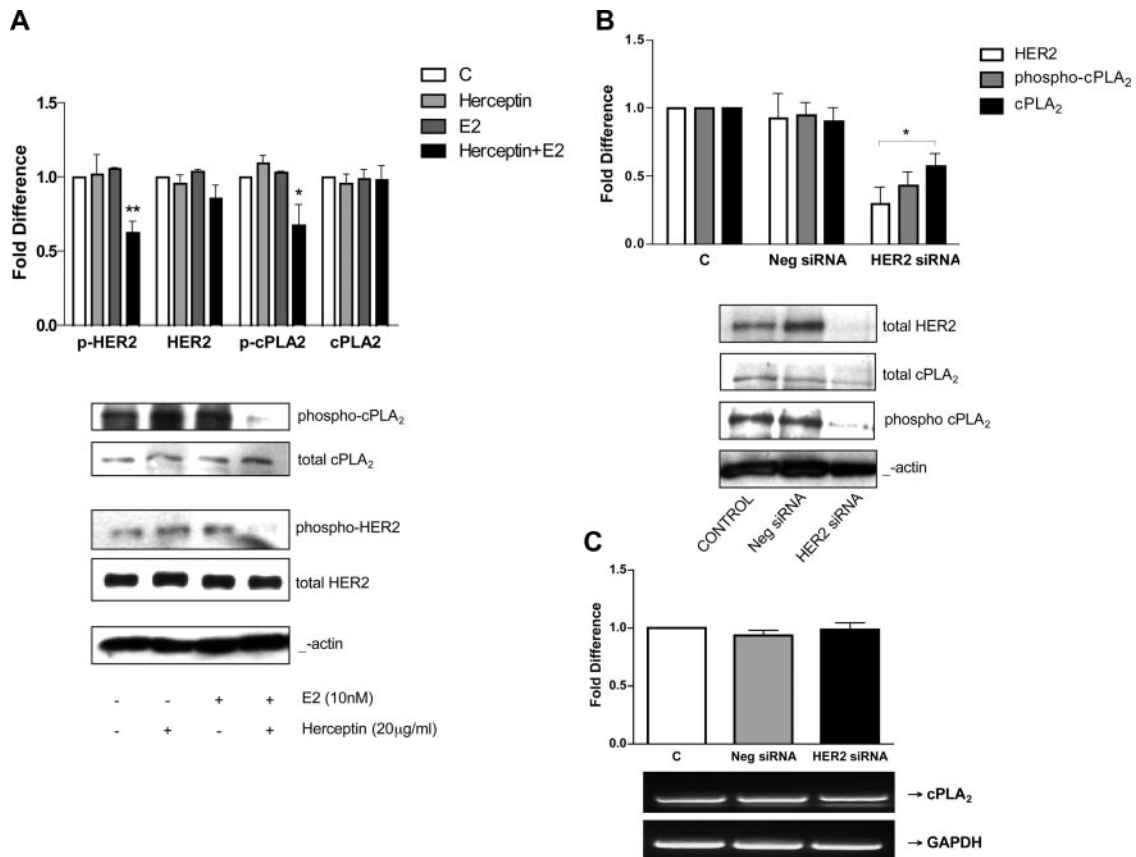 A
C
Herceptin
E2
Herceptin+E2
Fold Difference
1.5
1.0
0.5
0.0
**
*
p-HER2 HER2 p-cPLA2 cPLA2
phospho-cPLA₂
total cPLA₂
phospho-HER2
total HER2
_-actin
- - + + E2 (10nM)
- + - + Herceptin (20µg/ml)
B
HER2
phospho-cPLA₂
cPLA₂
Fold Difference
1.5
1.0
0.5
0.0
*
C Neg siRNA HER2 siRNA
total HER2
total cPLA₂
phospho cPLA₂
_-actin
CONTROL Neg siRNA HER2 siRNA
C
Fold Difference
1.5
1.0
0.5
0.0
C Neg siRNA HER2 siRNA
→ cPLA₂
→ GAPDH